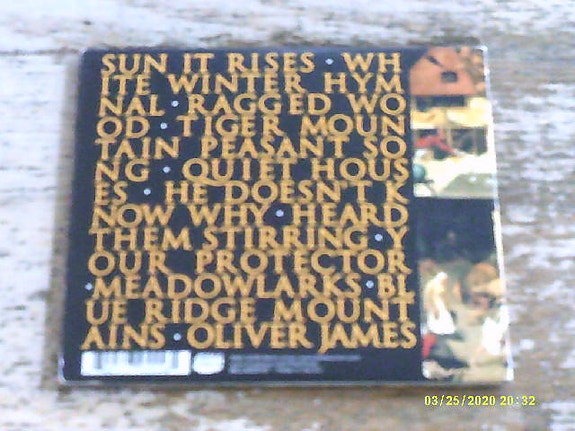 SUN IT RISES • WH
ITE WINTER HYM
NAL • RAGGED WO
OD • TIGER MOUN
TAIN PEASANT SO
NG • QUIET HOUS
ES • HE DOESN'T K
NOW WHY • HEARD
THEM STIRRING • Y
OUR PROTECTOR
• MEADOWLARKS • BL
UE RIDGE MOUNT
AINS • OLIVER JAMES
03/25/2020 20:32